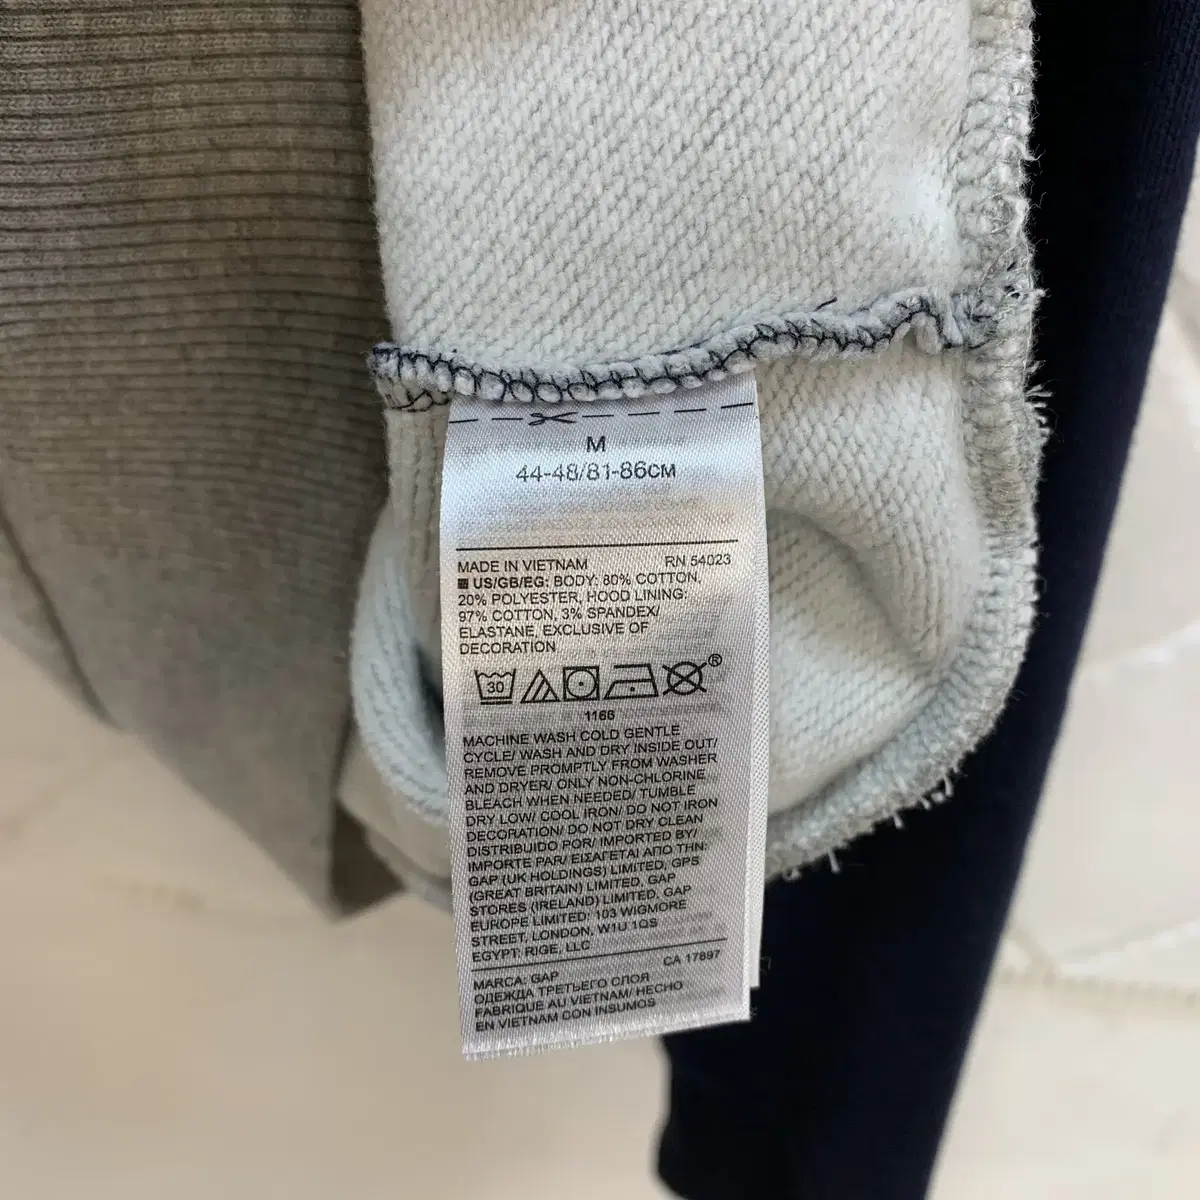 M
44-48/81-86CM
MADE IN VIETNAM RN 54023
US/GB/EG: BODY: 80% COTTON,
20% POLYESTER, HOOD LINING:
97% COTTON, 3% SPANDEX/
ELASTANE, EXCLUSIVE OF
DECORATION
30 ®
1166
MACHINE WASH COLD GENTLE
CYCLE/ WASH AND DRY INSIDE OUT/
REMOVE PROMPTLY FROM WASHER
AND DRYER/ ONLY NON-CHLORINE
BLEACH WHEN NEEDED/ TUMBLE
DRY LOW/ COOL IRON/ DO NOT IRON
DECORATION/ DO NOT DRY CLEAN
DISTRIBUIDO POR/ IMPORTED BY/
IMPORTE PAR/ ΕΙΣΑΓΕΤΑΙ ΑΠΟ ΤΗΝ:
GAP (UK HOLDINGS) LIMITED, GPS
(GREAT BRITAIN) LIMITED, GAP
STORES (IRELAND) LIMITED, GAP
EUROPE LIMITED: 103 WIGMORE
STREET, LONDON, W1U 1QS
EGYPT: RIGE, LLC
CA 17897
MARCA: GAP
ОДЕЖДА ТРЕТЬЕГО СЛОЯ
FABRIQUE AU VIETNAM/ HECHO
EN VIETNAM CON INSUMOS